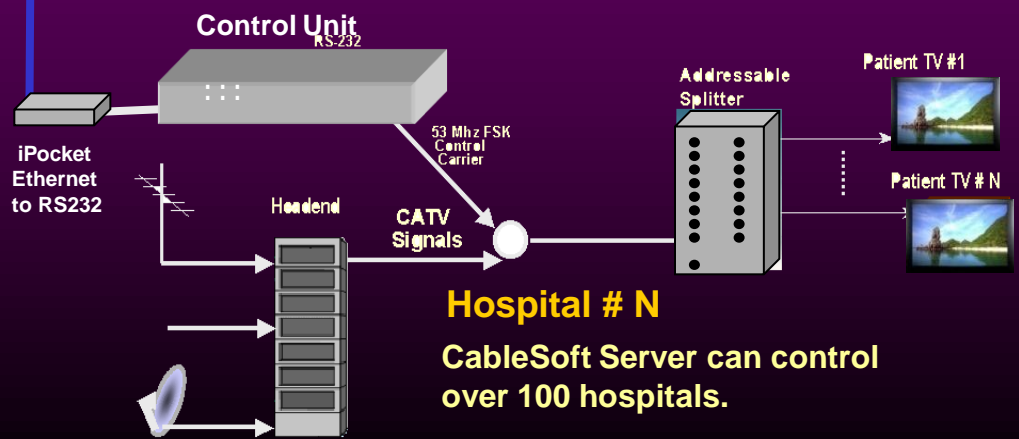 Control Unit
RS-232
iPocket
Ethernet
to RS232
53 Mhz FSK
Control
Carrier
Headend
CATV
Signals
Addressable
Splitter
Patient TV #1
Patient TV # N
Hospital # N
CableSoft Server can control
over 100 hospitals.